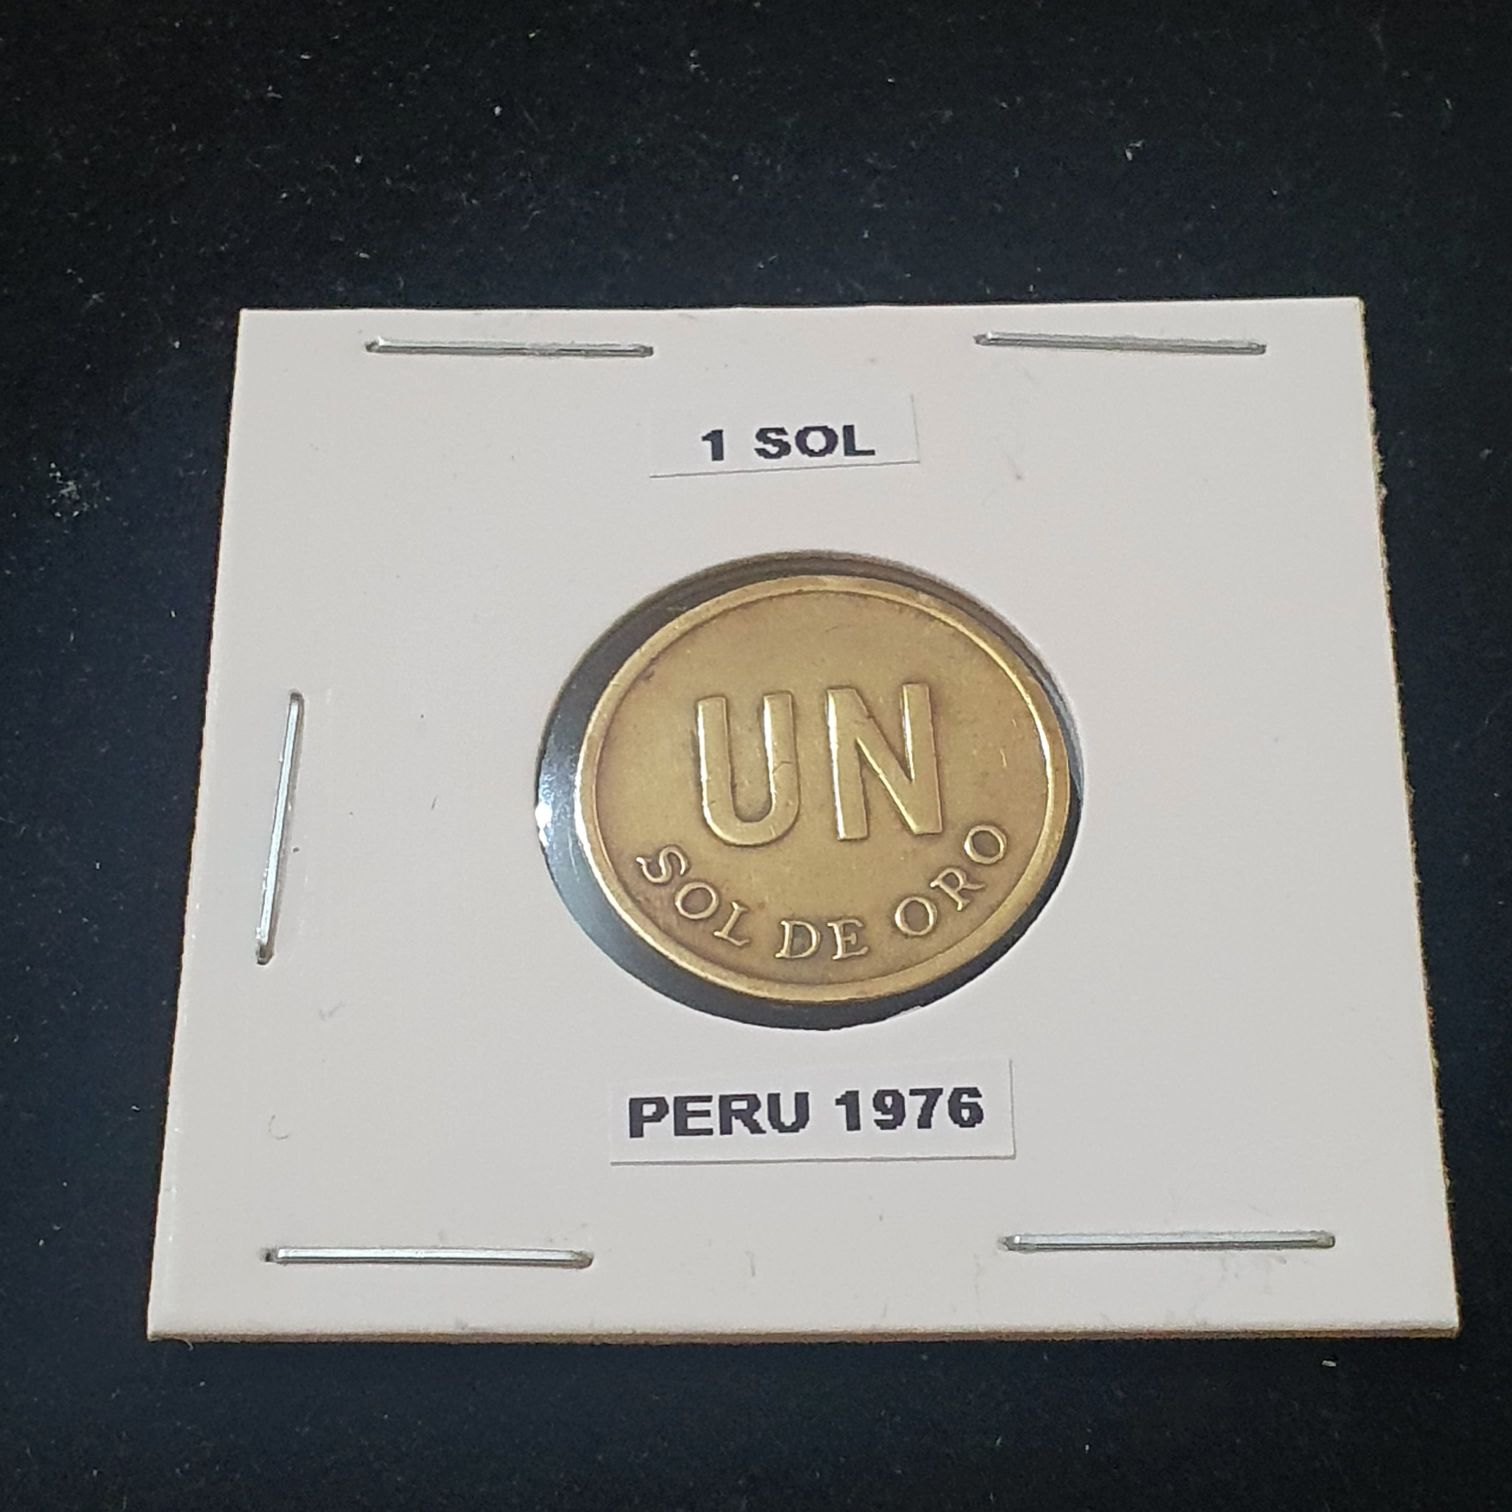 1 SOL
UN
SOL DE ORO
PERU 1976